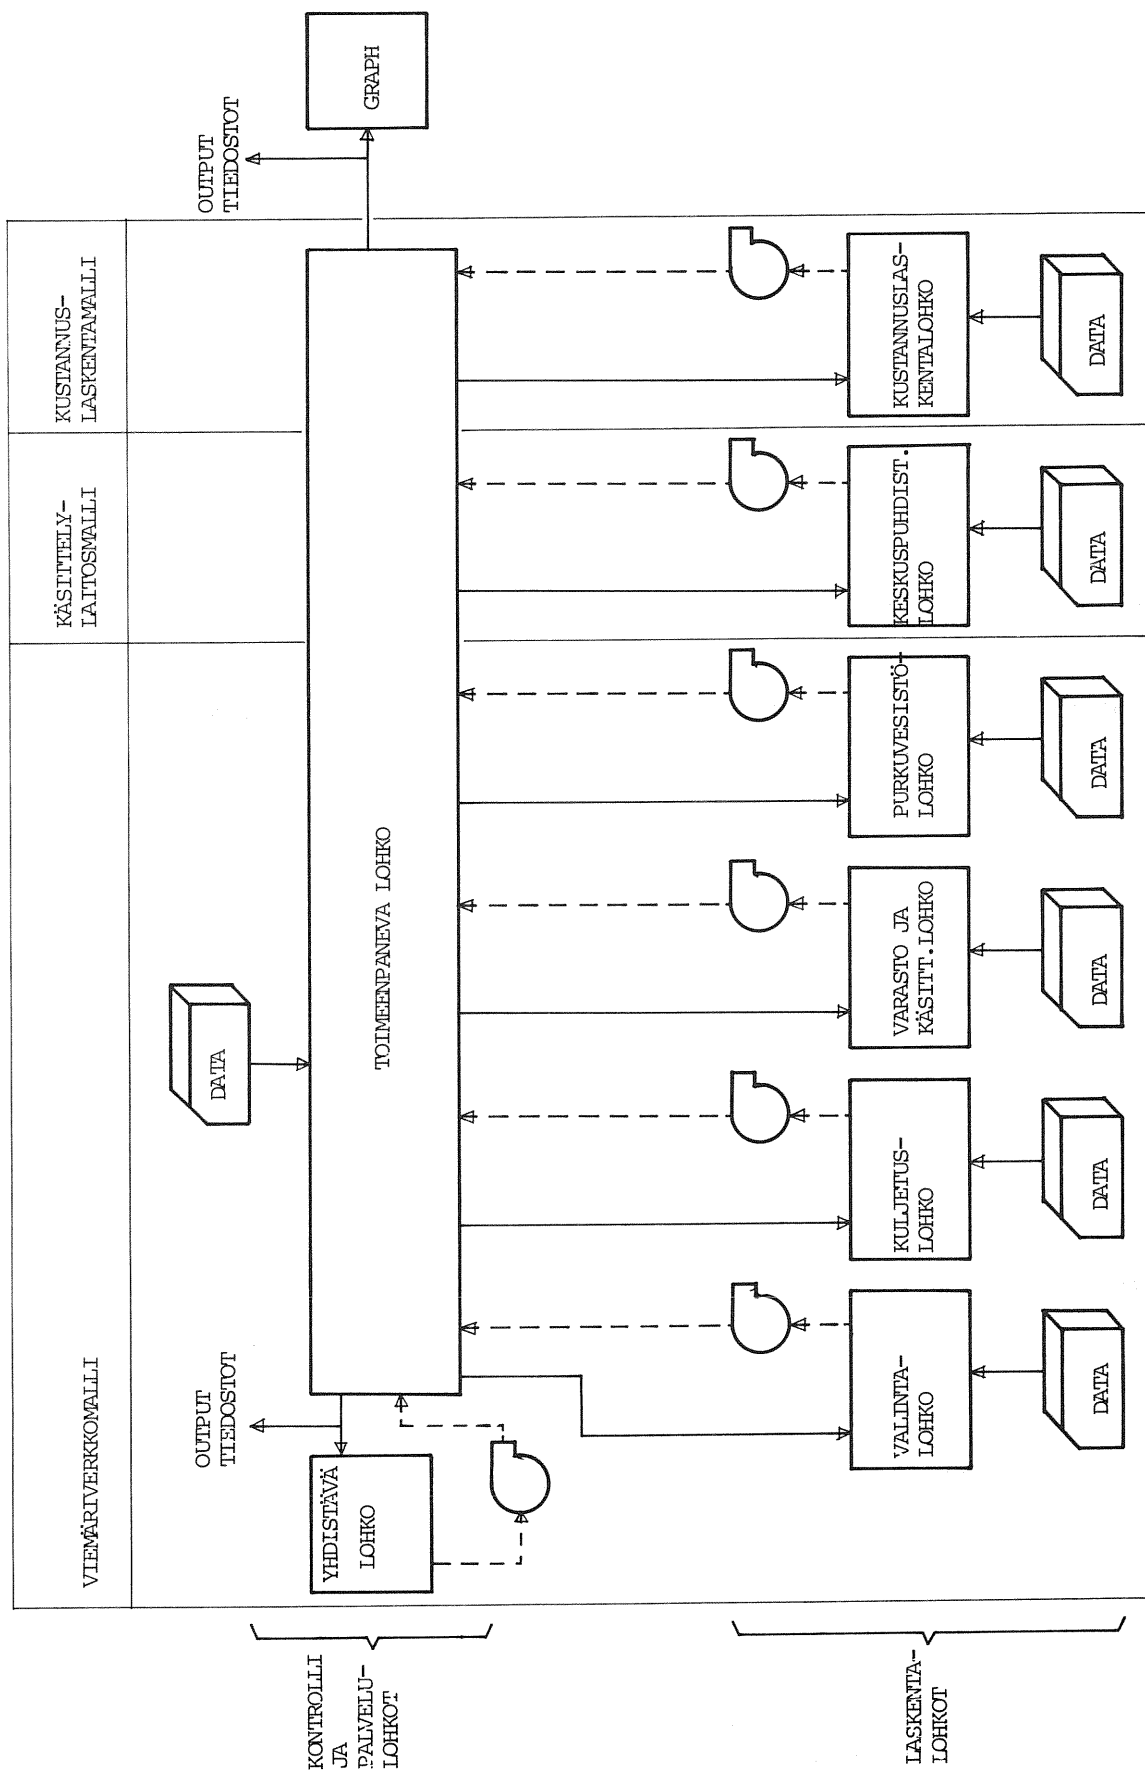 VIEMÄRIVERKKOMALLI
KÄSITTELY-
LAITOSMALLI
KUSTANNUS-
LASKENTAMALLI
KONTROLLI
JA
PALVELU-
LOHKOT
OUTPUT
TIEDOSTOT
DATA
OUTPUT
TIEDOSTOT
YHDISTÄVÄ
LOHKO
TOIMEENPANEVA LOHKO
GRAPH
LASKENTA-
LOHKOT
VALINTA-
LOHKO
KULJETUS-
LOHKO
VARASTO JA
KÄSITT.LOHKO
PURKUVESISTÖ-
LOHKO
KESKUSPUHDIST.
LOHKO
KUSTANNUSLAS-
KENTALOHKO
DATA
DATA
DATA
DATA
DATA
DATA